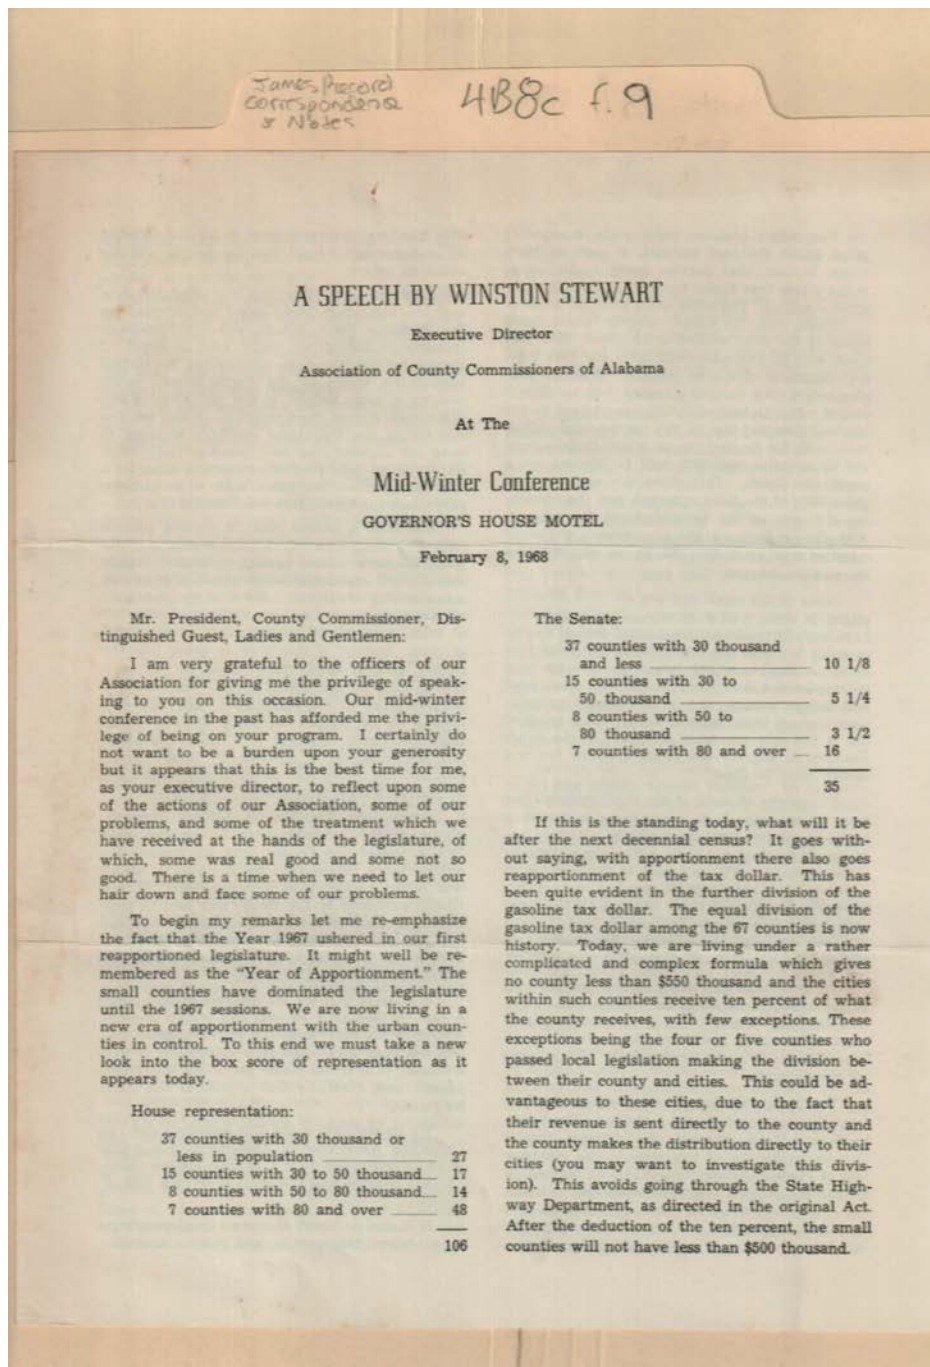 James Record
Correspondence
& Notes
4B8c f.9
A SPEECH BY WINSTON STEWART
Executive Director
Association of County Commissioners of Alabama
At The
Mid-Winter Conference
GOVERNOR'S HOUSE MOTEL
February 8, 1968
Mr. President, County Commissioner, Dis-
tinguished Guest, Ladies and Gentlemen:
I am very grateful to the officers of our
Association for giving me the privilege of speak-
ing to you on this occasion. Our mid-winter
conference in the past has afforded me the privi-
lege of being on your program. I certainly do
not want to be a burden upon your generosity
but it appears that this is the best time for me,
as your executive director, to reflect upon some
of the actions of our Association, some of our
problems, and some of the treatment which we
have received at the hands of the legislature, of
which, some was real good and some not so
good. There is a time when we need to let our
hair down and face some of our problems.
To begin my remarks let me re-emphasize
the fact that the Year 1967 ushered in our first
reapportioned legislature. It might well be re-
membered as the "Year of Apportionment." The
small counties have dominated the legislature
until the 1967 sessions. We are now living in a
new era of apportionment with the urban coun-
ties in control. To this end we must take a new
look into the box score of representation as it
appears today.
House representation:
37 counties with 30 thousand or
less in population 27
15 counties with 30 to 50 thousand 17
8 counties with 50 to 80 thousand 14
7 counties with 80 and over 48
106
The Senate:
37 counties with 30 thousand
and less 10 1/8
15 counties with 30 to
50 thousand 5 1/4
8 counties with 50 to
80 thousand 3 1/2
7 counties with 80 and over 16
35
If this is the standing today, what will it be
after the next decennial census? It goes with-
out saying, with apportionment there also goes
reapportionment of the tax dollar. This has
been quite evident in the further division of the
gasoline tax dollar. The equal division of the
gasoline tax dollar among the 67 counties is now
history. Today, we are living under a rather
complicated and complex formula which gives
no county less than $550 thousand and the cities
within such counties receive ten percent of what
the county receives, with few exceptions. These
exceptions being the four or five counties who
passed local legislation making the division be-
tween their county and cities. This could be ad-
vantageous to these cities, due to the fact that
their revenue is sent directly to the county and
the county makes the distribution directly to their
cities (you may want to investigate this divis-
ion). This avoids going through the State High-
way Department, as directed in the original Act.
After the deduction of the ten percent, the small
counties will not have less than $500 thousand.